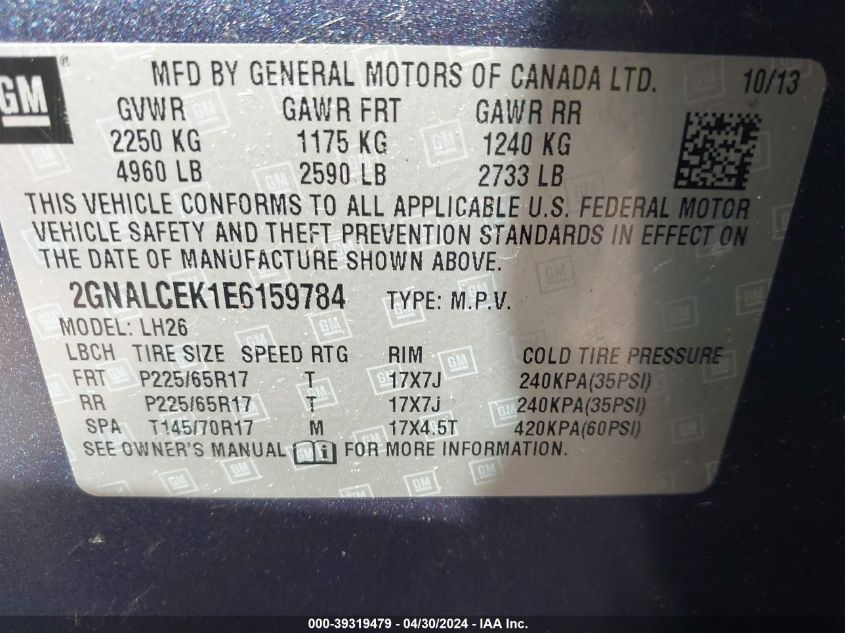 GM ®
MFD BY GENERAL MOTORS OF CANADA LTD. 10/13
GVWR GAWR FRT GAWR RR
2250 KG 1175 KG 1240 KG
4960 LB 2590 LB 2733 LB
THIS VEHICLE CONFORMS TO ALL APPLICABLE U.S. FEDERAL MOTOR
VEHICLE SAFETY AND THEFT PREVENTION STANDARDS IN EFFECT ON
THE DATE OF MANUFACTURE SHOWN ABOVE.
2GNALCEK1E6159784 TYPE: M.P.V.
MODEL: LH26
LBCH TIRE SIZE SPEED RTG RIM COLD TIRE PRESSURE
FRT P225/65R17 T 17X7J 240KPA(35PSI)
RR P225/65R17 T 17X7J 240KPA(35PSI)
SPA T145/70R17 M 17X4.5T 420KPA(60PSI)
SEE OWNER'S MANUAL i FOR MORE INFORMATION.
000-39319479 - 04/30/2024 - IAA Inc.